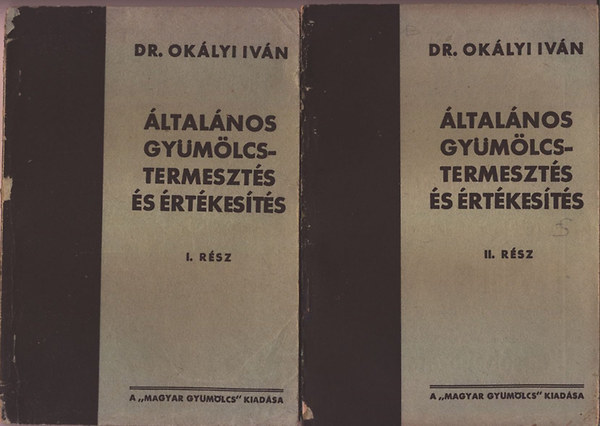 DR. OKÁLYI IVÁN
ÁLTALÁNOS
GYÜMÖLCS-
TERMESZTÉS
ÉS ÉRTÉKESÍTÉS
I. RÉSZ
A „MAGYAR GYÜMÖLCS" KIADÁSA
DR. OKÁLYI IVÁN
ÁLTALÁNOS
GYÜMÖLCS-
TERMESZTÉS
ÉS ÉRTÉKESÍTÉS
II. RÉSZ
A „MAGYAR GYÜMÖLCS" KIADÁSA